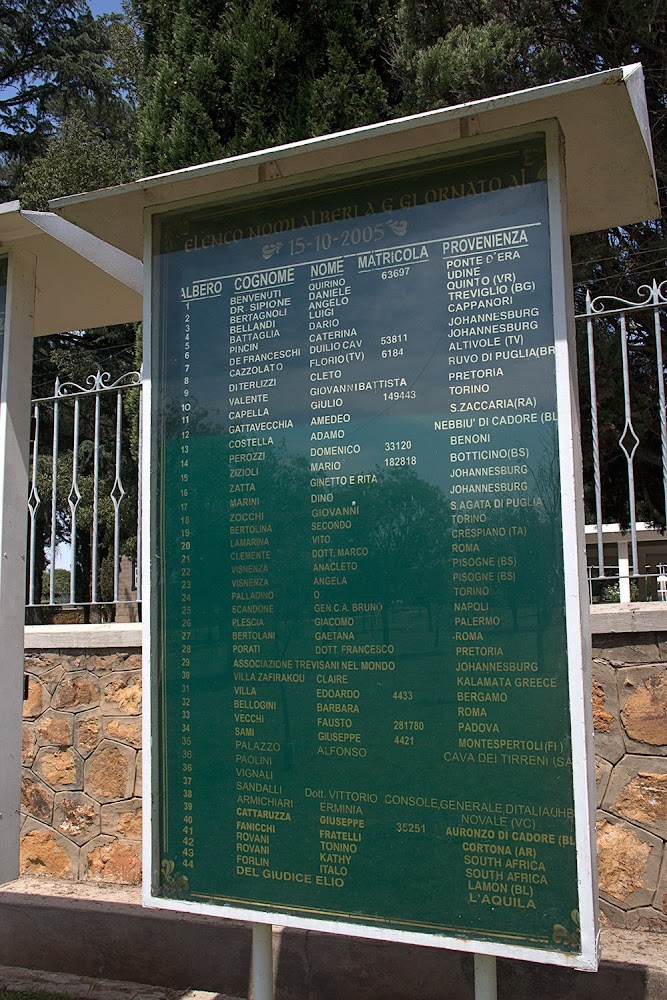 ELENCO NOMI ALBERI A G GIORNATO AL
15-10-2005
ALBERO COGNOME NOME MATRICOLA PROVENIENZA
1 BENVENUTI QUIRINO 63697 PONTE D'ERA
2 DR. SIPIONE DANIELE UDINE
3 BERTAGNOLI ANGELO QUINTO (VR)
4 BELLANDI LUIGI TREVIGLIO (BG)
5 BATTAGLIA DARIO CAPPANORI
6 PINCIN CATERINA JOHANNESBURG
7 DE FRANCESCHI DUILIO CAV 53811 JOHANNESBURG
8 CAZZOLATO FLORIO(TV) 6184 ALTIVOLE (TV)
9 DI TERLIZZI CLETO RUVO DI PUGLIA(BR
10 VALENTE GIOVANNI BATTISTA PRETORIA
11 CAPELLA GIULIO 149443 TORINO
12 GATTAVECCHIA AMEDEO S.ZACCARIA(RA)
13 COSTELLA ADAMO NEBBIU' DI CADORE (BL
14 PEROZZI DOMENICO 33120 BENONI
15 ZIZIOLI MARIO 182818 BOTTICINO(BS)
16 ZATTA GINETTO E RITA JOHANNESBURG
17 MARINI DINO JOHANNESBURG
18 ZOCCHI GIOVANNI S.AGATA DI PUGLIA
19 BERTOLINA SECONDO TORINO
20 LAMARINA VITO CRESPIANO (TA)
21 CLEMENTE DOTT. MARCO ROMA
22 VISNENZA ANACLETO PISOGNE (BS)
23 VISNENZA ANGELA PISOGNE (BS)
24 PALLADINO O TORINO
25 SCANDONE GEN.C.A. BRUNO NAPOLI
26 PLESCIA GIACOMO PALERMO
27 BERTOLANI GAETANA ROMA
28 PORATI DOTT. FRANCESCO PRETORIA
29 ASSOCIAZIONE TREVISANI NEL MONDO JOHANNESBURG
30 VILLA ZAFIRAKOU CLAIRE KALAMATA GREECE
31 VILLA EDOARDO 4433 BERGAMO
32 BELLOGINI BARBARA ROMA
33 VECCHI FAUSTO 281780 PADOVA
34 SAMI GIUSEPPE 4421 MONTESPERTOLI(FI)
35 PALAZZO ALFONSO CAVA DEI TIRRENI (SA
36 PAOLINI
36 VIGNALI
37 SANDALLI Dott. VITTORIO CONSOLE,GENERALE,DITALIA/JHB
38 ARMICHIARI ERMINIA NOVALE (VC)
39 CATTARUZZA GIUSEPPE 38251 AURONZO DI CADORE (BL
40 FANICCHI FRATELLI CORTONA (AR)
41 ROVANI TONINO SOUTH AFRICA
42 ROVANI KATHY SOUTH AFRICA
43 FORLIN ITALO LAMON (BL)
44 DEL GIUDICE ELIO L'AQUILA